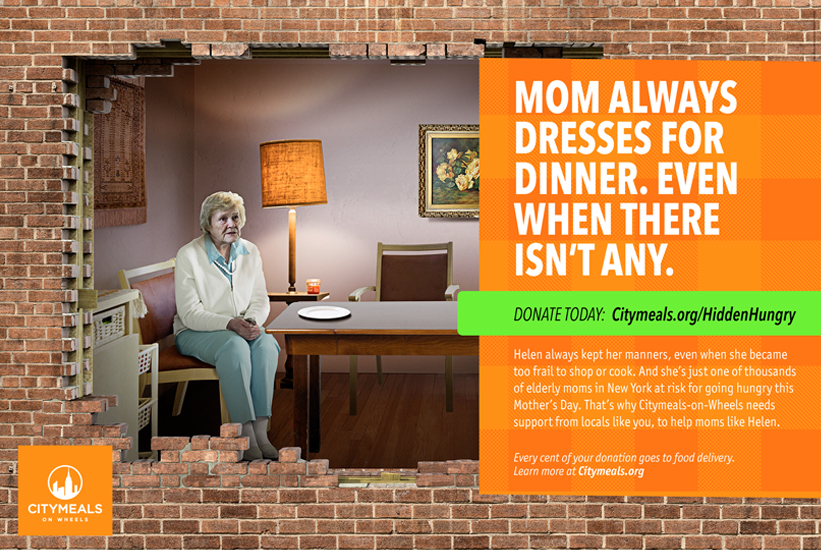 MOM ALWAYS
DRESSES FOR
DINNER. EVEN
WHEN THERE
ISN'T ANY.
DONATE TODAY: Citymeals.org/HiddenHungry
Helen always kept her manners, even when she became
too frail to shop or cook. And she's just one of thousands
of elderly moms in New York at risk for going hungry this
Mother's Day. That's why Citymeals-on-Wheels needs
support from locals like you, to help moms like Helen.
Every cent of your donation goes to food delivery.
Learn more at Citymeals.org
CITYMEALS
ON WHEELS